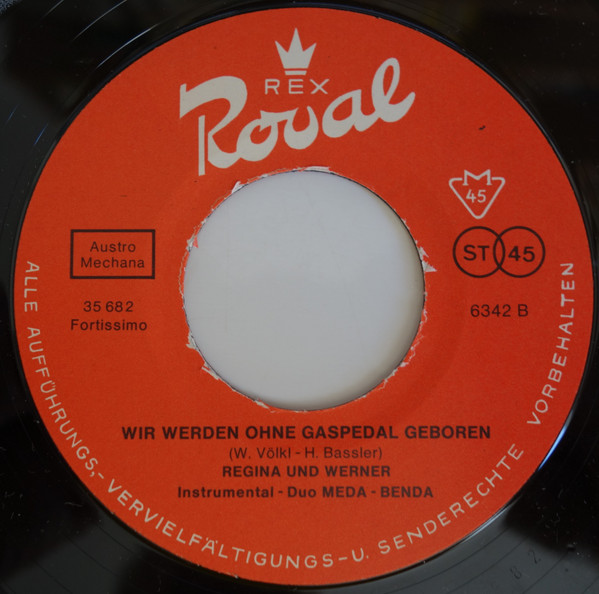 REX
Royal
M
45
ST 45
Austro
Mechana
35 682
Fortissimo
6342 B
WIR WERDEN OHNE GASPEDAL GEBOREN
(W. Völkl - H. Bassler)
REGINA UND WERNER
Instrumental - Duo MEDA - BENDA
ALLE AUFFÜHRUNGS,- VERVIELFÄLTIGUNGS-U. SENDERECHTE VORBEHALTEN